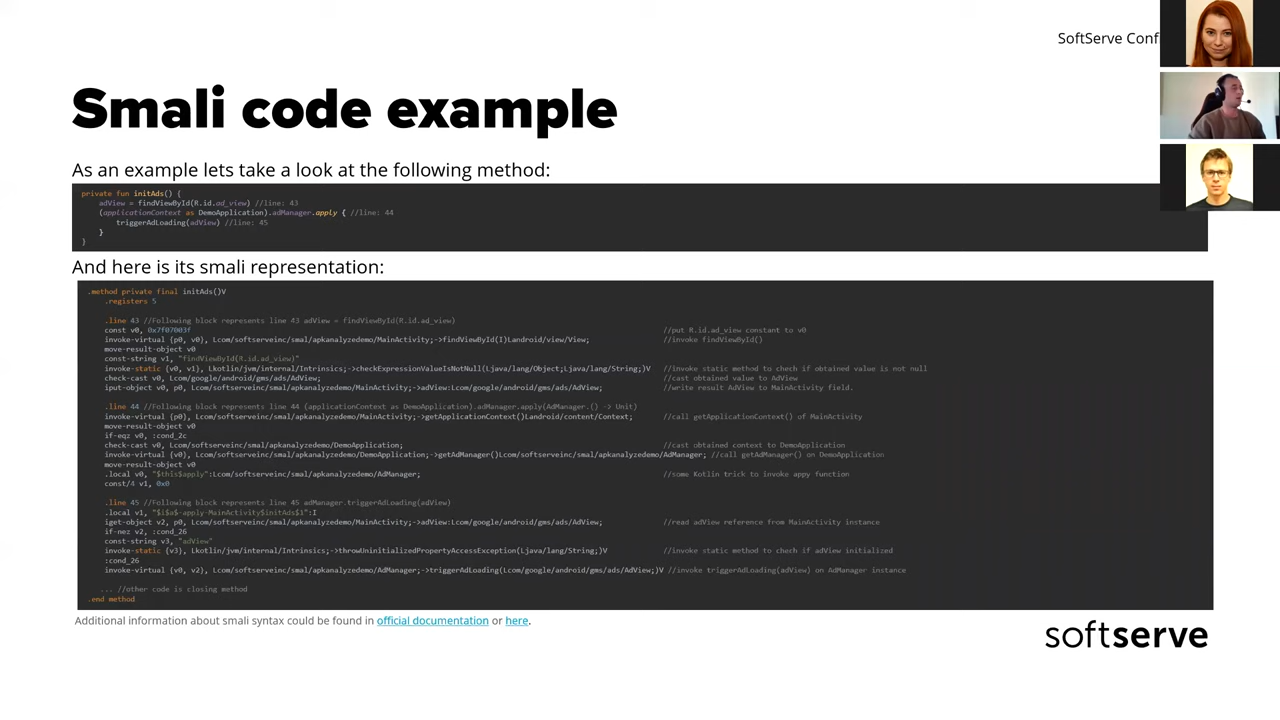 SoftServe Conf
Smali code example
As an example lets take a look at the following method:
private fun initAds() {
adView = findViewById(R.id.ad_view) //line: 43
(applicationContext as DemoApplication).adManager.apply { //line: 44
triggerAdLoading(adView) //line: 45
}
}
And here is its smali representation:
.method private final initAds()V
.registers 5
.line 43 //Following block represents line 43 adView = findViewById(R.id.ad_view)
const v0, 0x7f07003f //put R.id.ad_view constant to v0
invoke-virtual {p0, v0}, Lcom/softserveinc/smal/apkanalyzedemo/MainActivity;->findViewById(I)Landroid/view/View; //invoke findViewById()
move-result-object v0
const-string v1, "findViewById(R.id.ad_view)"
invoke-static {v0, v1}, Lkotlin/jvm/internal/Intrinsics;->checkExpressionValueIsNotNull(Ljava/lang/Object;Ljava/lang/String;)V //invoke static method to chech if obtained value is not null
check-cast v0, Lcom/google/android/gms/ads/AdView; //cast obtained value to AdView
iput-object v0, p0, Lcom/softserveinc/smal/apkanalyzedemo/MainActivity;->adView:Lcom/google/android/gms/ads/AdView; //write result AdView to MainActivity field.
.line 44 //Following block represents line 44 (applicationContext as DemoApplication).adManager.apply(AdManager.() -> Unit)
invoke-virtual {p0}, Lcom/softserveinc/smal/apkanalyzedemo/MainActivity;->getApplicationContext()Landroid/content/Context; //call getApplicationContext() of MainActivity
move-result-object v0
if-eqz v0, :cond_2c
check-cast v0, Lcom/softserveinc/smal/apkanalyzedemo/DemoApplication; //cast obtained context to DemoApplication
invoke-virtual {v0}, Lcom/softserveinc/smal/apkanalyzedemo/DemoApplication;->getAdManager()Lcom/softserveinc/smal/apkanalyzedemo/AdManager; //call getAdManager() on DemoApplication
move-result-object v0
.local v0, "$this$apply":Lcom/softserveinc/smal/apkanalyzedemo/AdManager; //some Kotlin trick to invoke appy function
const/4 v1, 0x0
.line 45 //Following block represents line 45 adManager.triggerAdLoading(adView)
.local v1, "$i$a$-apply-MainActivity$initAds$1":I
iget-object v2, p0, Lcom/softserveinc/smal/apkanalyzedemo/MainActivity;->adView:Lcom/google/android/gms/ads/AdView; //read adView reference from MainActivity instance
if-nez v2, :cond_26
const-string v3, "adView"
invoke-static {v3}, Lkotlin/jvm/internal/Intrinsics;->throwUninitializedPropertyAccessException(Ljava/lang/String;)V //invoke static method to chech if adView initialized
:cond_26
invoke-virtual {v0, v2}, Lcom/softserveinc/smal/apkanalyzedemo/AdManager;->triggerAdLoading(Lcom/google/android/gms/ads/AdView;)V //invoke triggerAdLoading(adView) on AdManager instance
... //other code is closing method
.end method
Additional information about smali syntax could be found in official documentation or here.
softserve